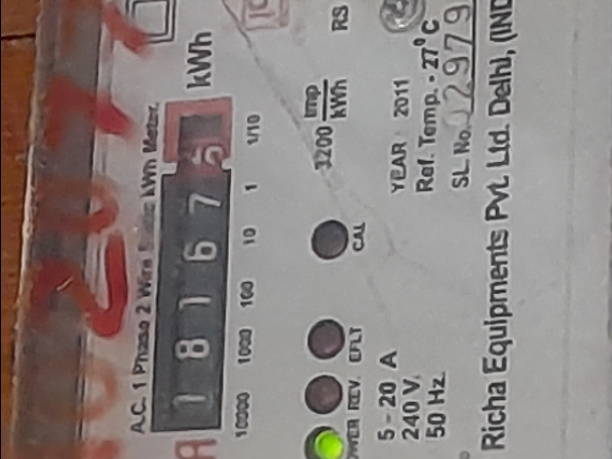 A.C. 1 Phase 2 Wire Static kWh Meter.
1 8 1 6 7 5 kWh
10000 1000 100 10 1 1/10
POWER REV. EFLT CAL
3200 Imp/kWh RS
5 - 20 A
240 V.
50 Hz.
YEAR : 2011
Ref. Temp. - 27° C
SL No. 02979
Richa Equipments Pvt. Ltd. Delhi, (IND